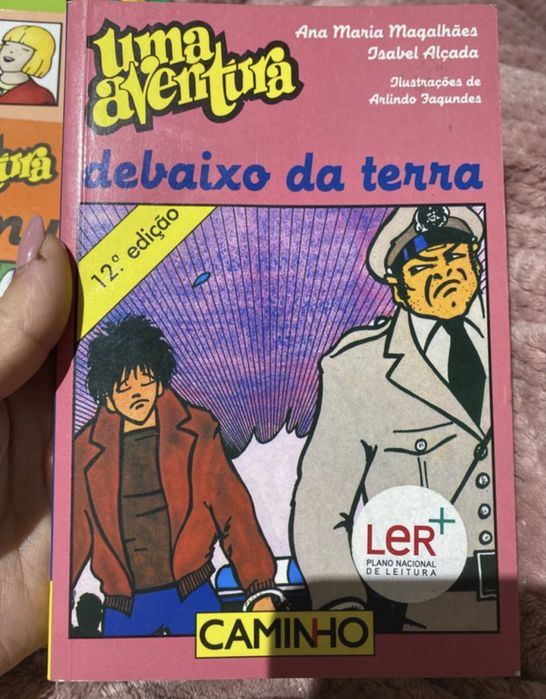 uma
aventura
Ana Maria Magalhães
Isabel Alçada
Ilustrações de
Arlindo Fagundes
debaixo da terra
12.ª edição
LeR+
PLANO NACIONAL
DE LEITURA
CAMINHO